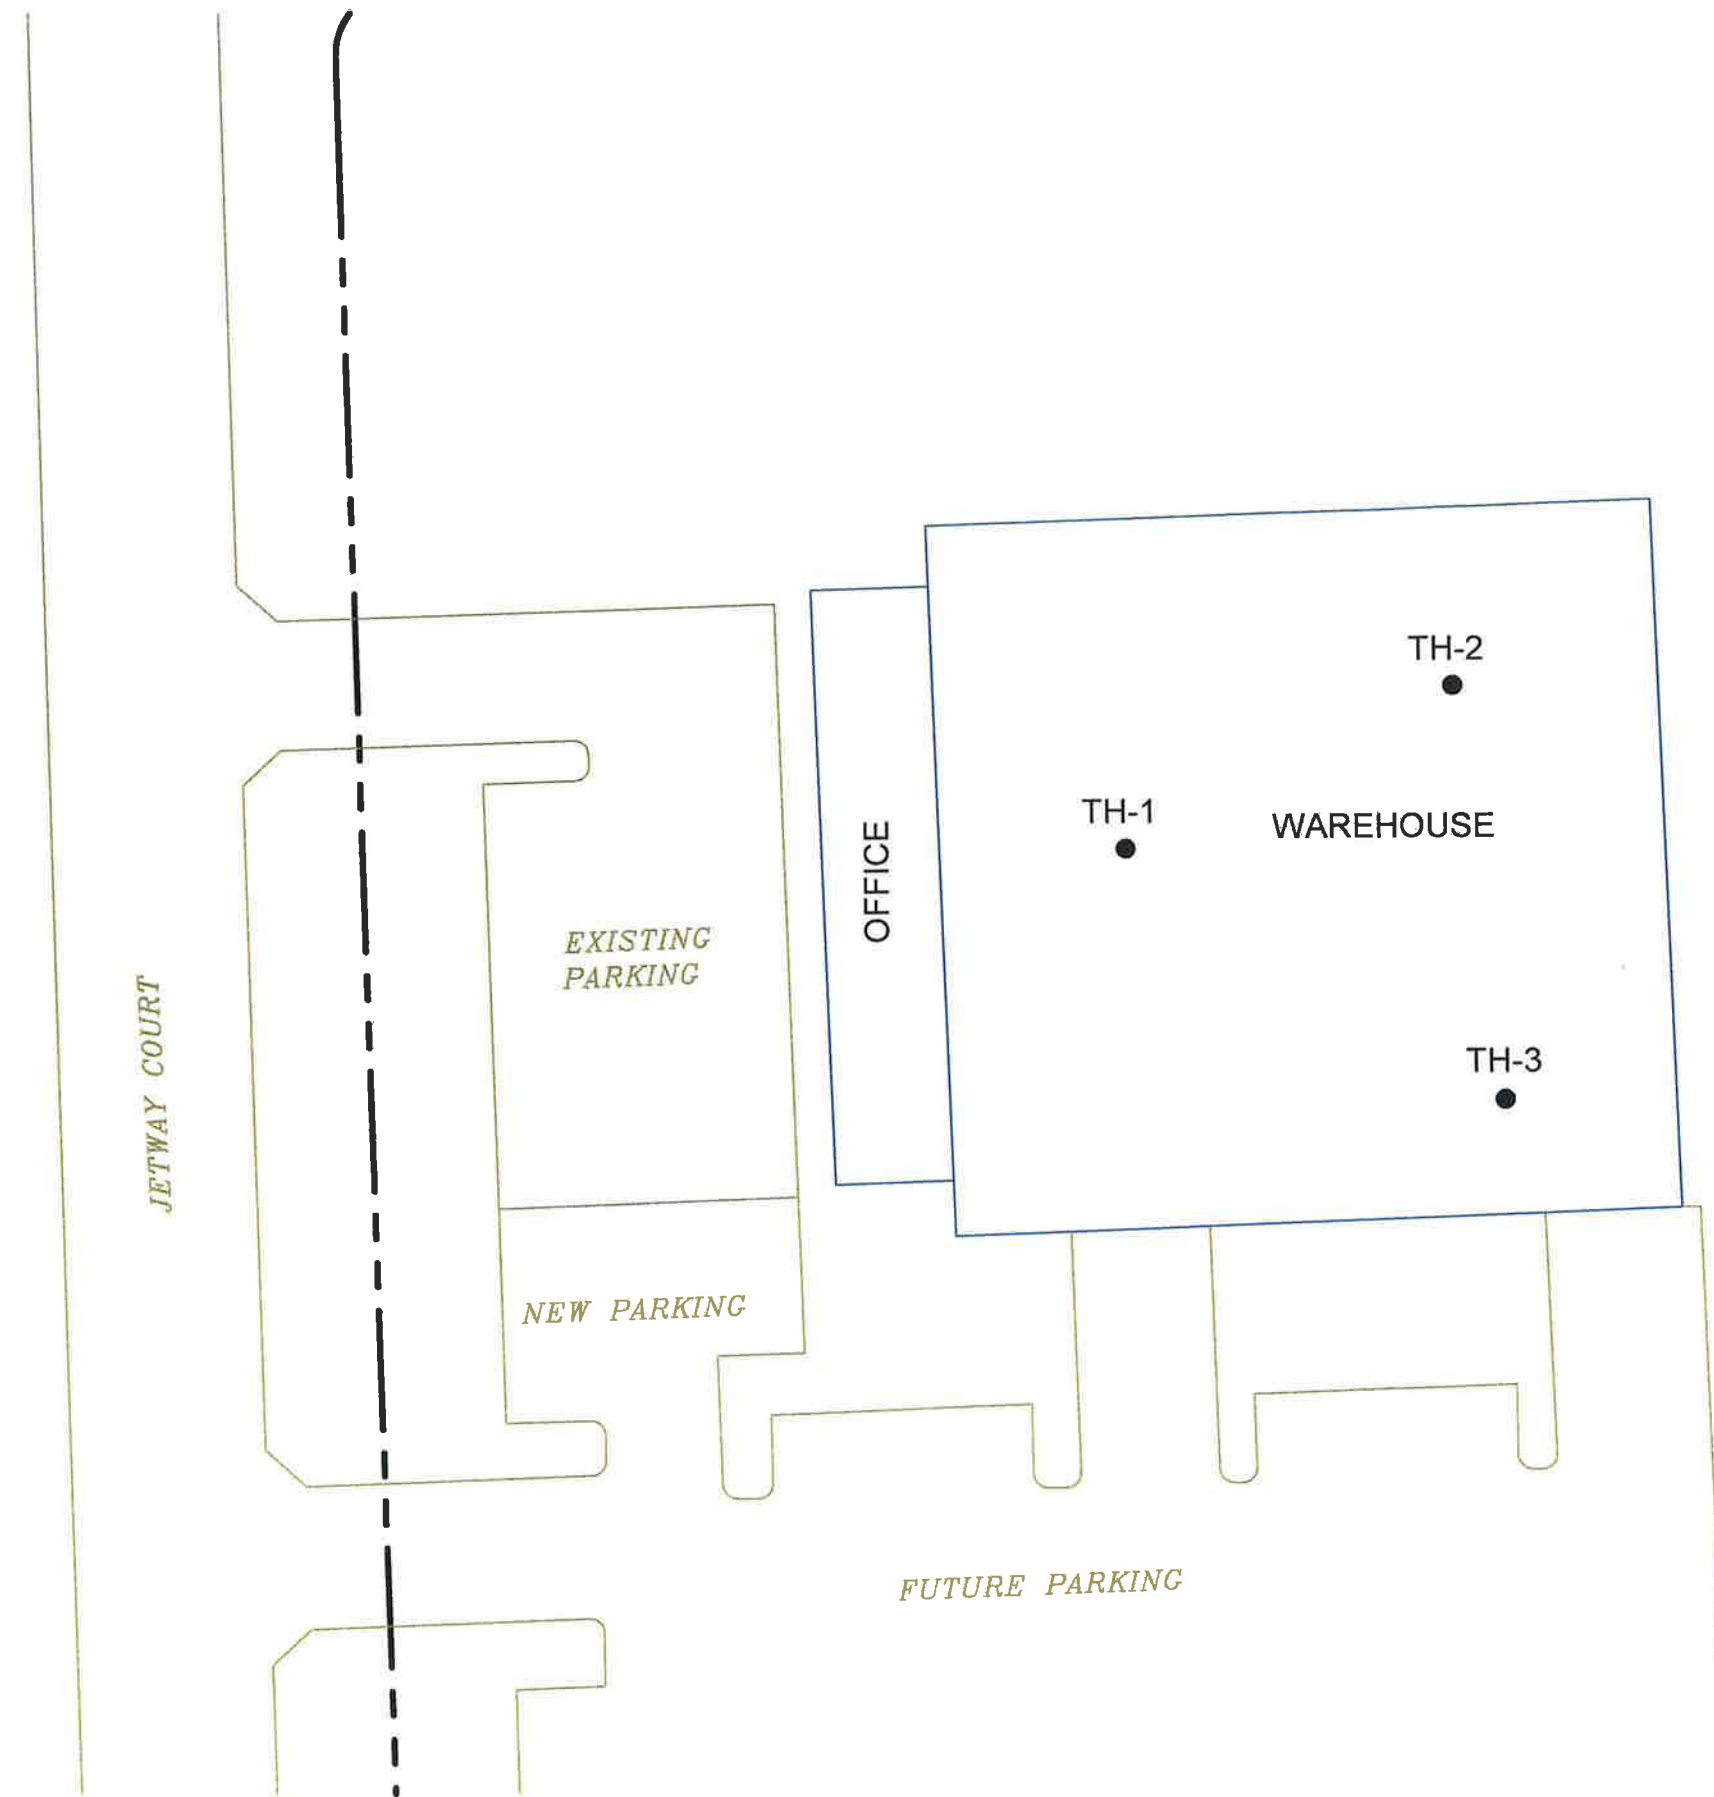 TH-2
TH-1
WAREHOUSE
OFFICE
EXISTING
PARKING
JETWAY COURT
TH-3
NEW PARKING
FUTURE PARKING